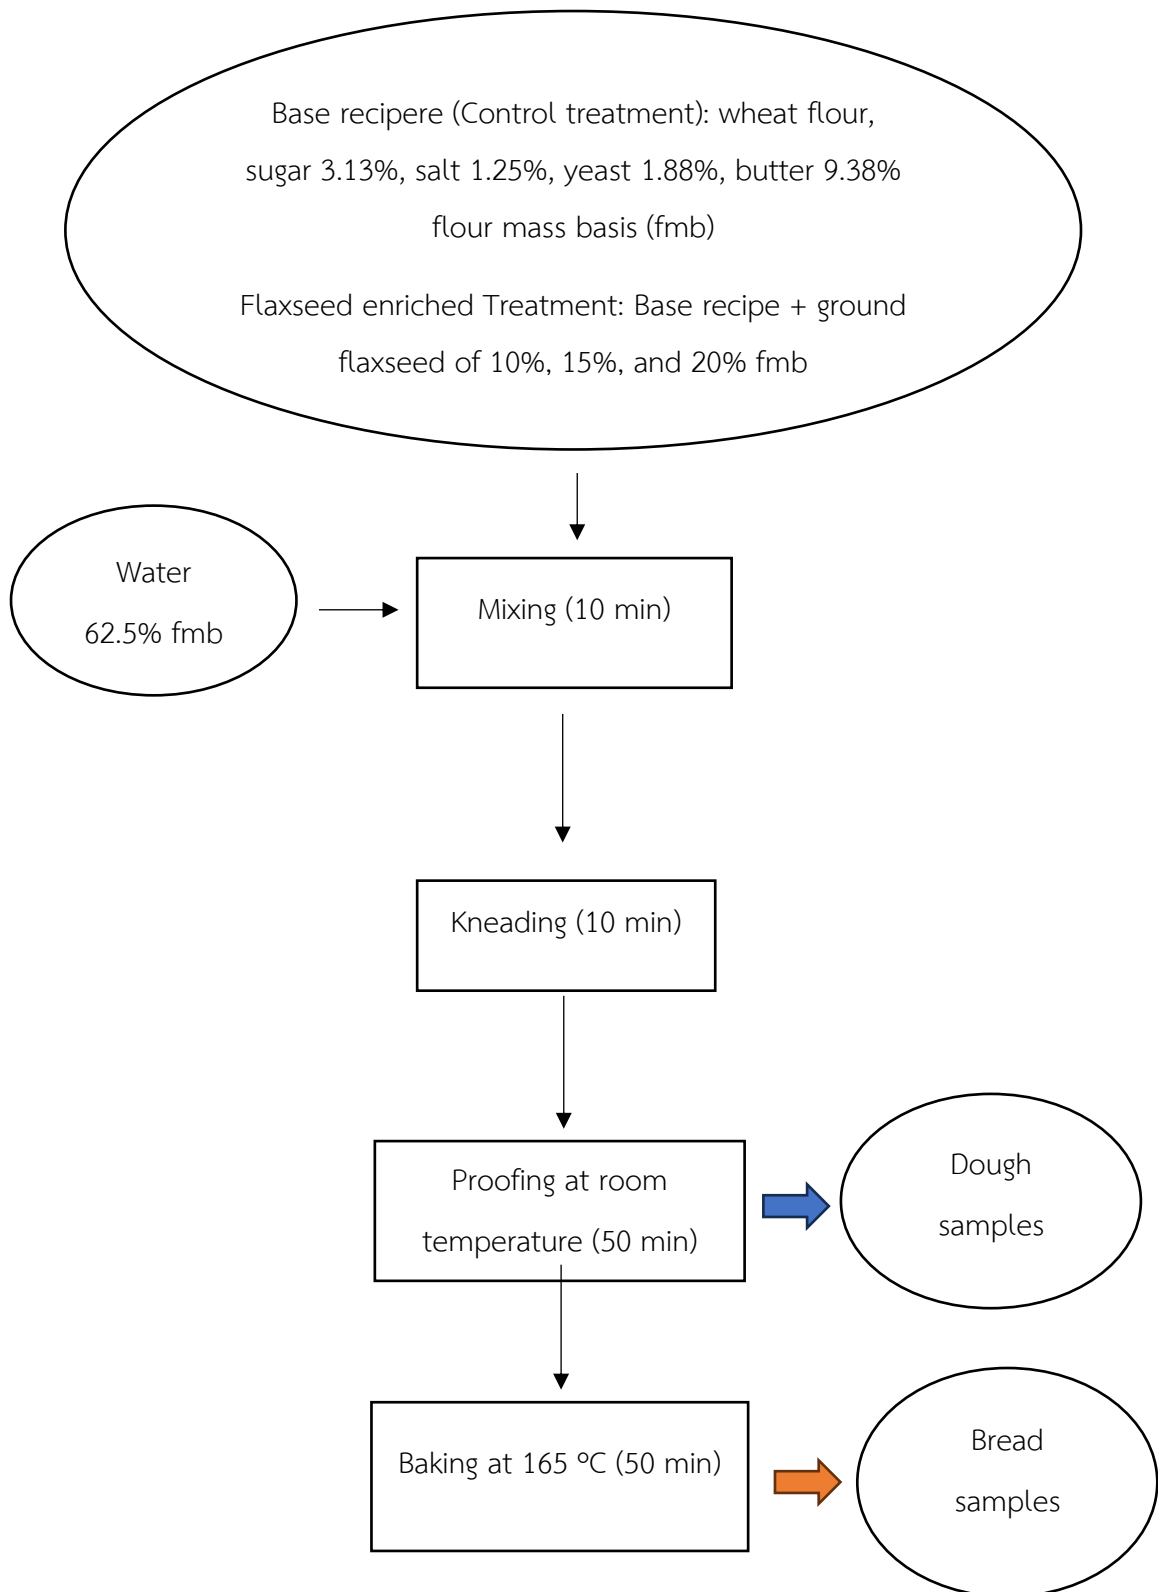 Base recipere (Control treatment): wheat flour,
sugar 3.13%, salt 1.25%, yeast 1.88%, butter 9.38%
flour mass basis (fmb)
Flaxseed enriched Treatment: Base recipe + ground
flaxseed of 10%, 15%, and 20% fmb
Water
62.5% fmb
Mixing (10 min)
Kneading (10 min)
Proofing at room
temperature (50 min)
Dough
samples
Baking at 165 °C (50 min)
Bread
samples